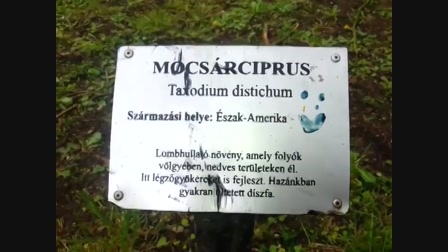 MOCSÁRCIPRUS
Taxodium distichum
Származási helye: Észak-Amerika
Lombhullató növény, amely folyók
völgyében, nedves területeken él.
Itt légzőgyökereket is fejleszt. Hazánkban
gyakran ültetett díszfa.